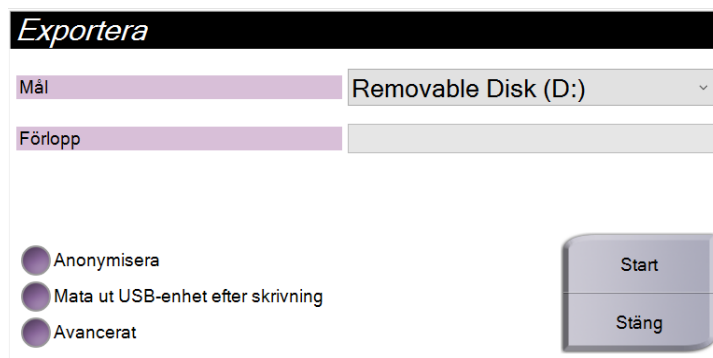 Exportera
Mål
Removable Disk (D:)
Förlopp
Anonymisera
Mata ut USB-enhet efter skrivning
Avancerat
Start
Stäng